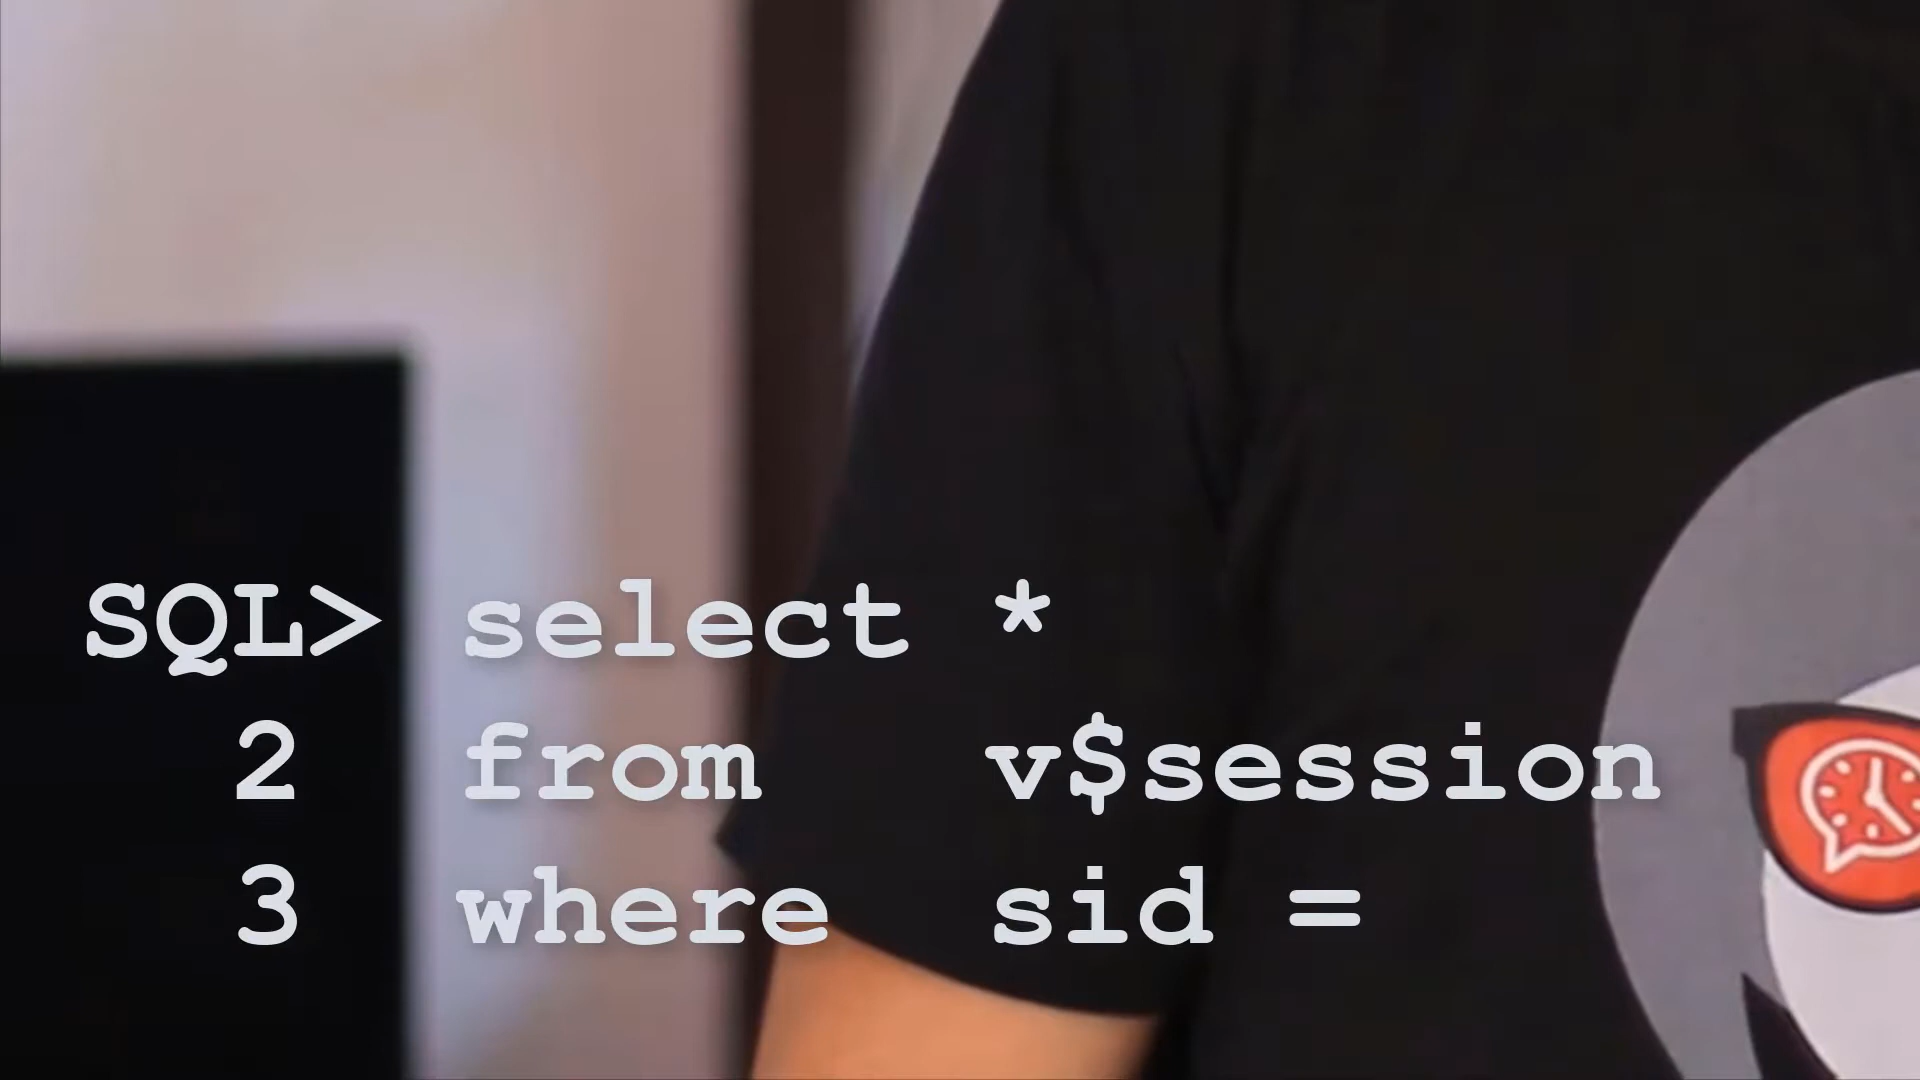 SQL> select *
2 from v$session
3 where sid =